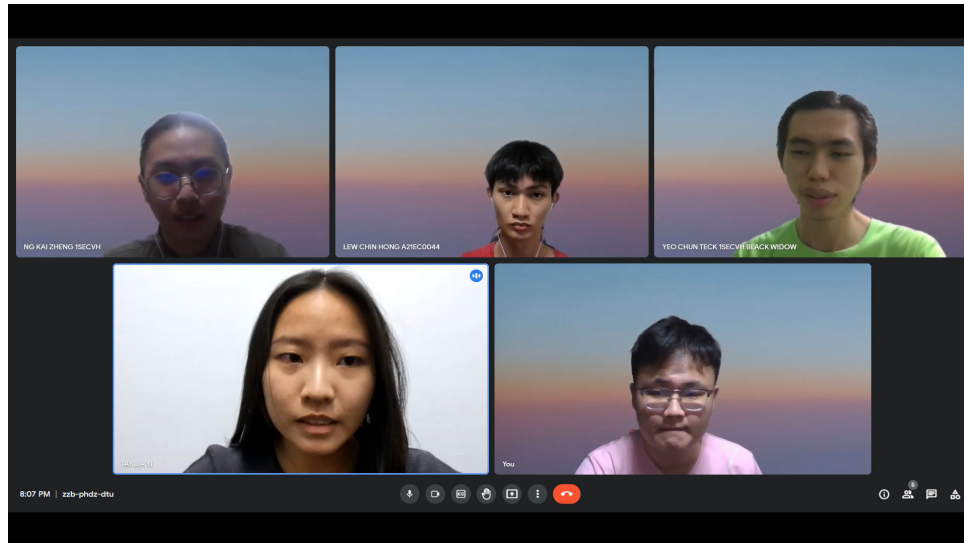 NG KAI ZHENG 1SECVH
LEW CHIN HONG A21EC0044
YEO CHUN TECK 1SECVH BLACK WIDOW
You
8:07 PM | zzb-phdz-dtu
5